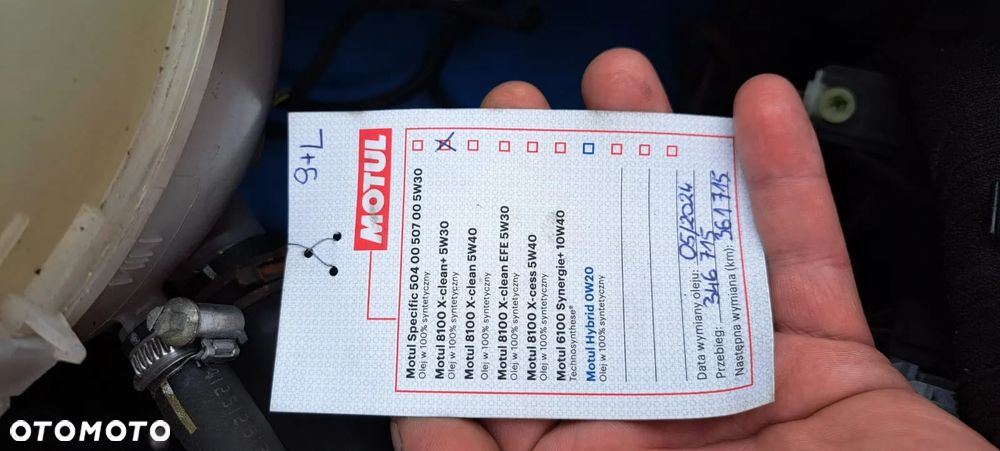 9+L
MOTUL
Motul Specific 504 00 507 00 5W30
Olej w 100% syntetyczny
Motul 8100 X-clean+ 5W30
Olej w 100% syntetyczny
Motul 8100 X-clean 5W40
Olej w 100% syntetyczny
Motul 8100 X-clean EFE 5W30
Olej w 100% syntetyczny
Motul 8100 X-cess 5W40
Olej w 100% syntetyczny
Motul 6100 Synergie+ 10W40
Technosynthese®
Motul Hybrid 0W20
Olej w 100% syntetyczny
Data wymiany oleju: 05/2024
Przebieg: 346 715
Następna wymiana (km): 361 715
OTOMOTO